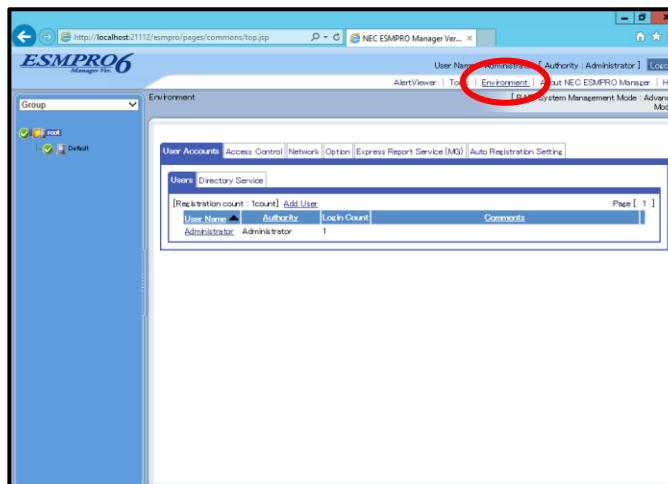 http://localhost:21112/esmpro/pages/commons/top.jsp
NEC ESMPRO Manager Ver...
ESMPRO6
Manager Ver.
User Name : Administrator [ Authority : Administrator ]
AlertViewer | Tools | Environment | About NEC ESMPRO Manager |
Group
Environment
System Management Mode : Advan
Mod
root
Default
User Accounts Access Control Network Option Express Report Service (MG) Auto Registration Setting
Users Directory Service
[Registration count : 1count] Add User
Page [ 1 ]
User Name Authority Login Count Comments
Administrator Administrator 1